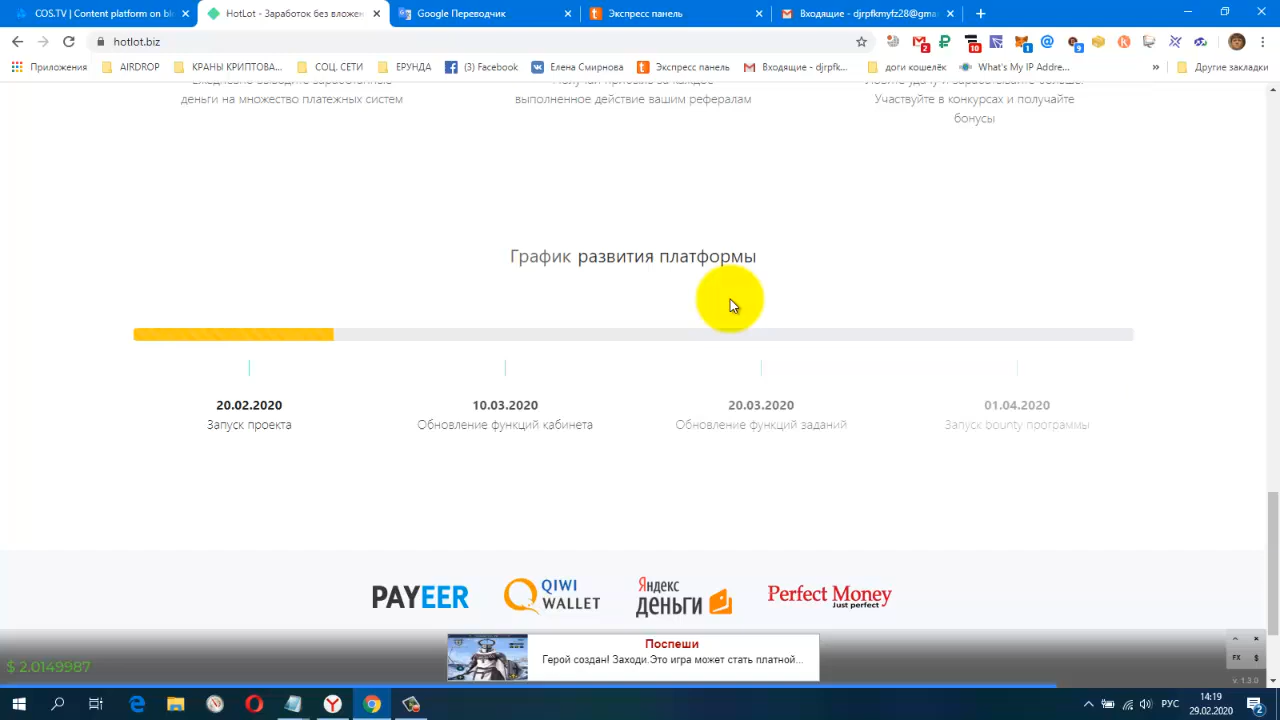 COS.TV | Content platform on bl
HotLot - Заработок без вложен
Google Переводчик
Экспресс панель
Входящие - djrpfkmyfz28@gma
hotlot.biz
Приложения
AIRDROP
КРАНЫ КРИПТОВА...
СОЦ. СЕТИ
ЕРУНДА
(3) Facebook
Елена Смирнова
Экспресс панель
Входящие - djrpfk...
доги кошелёк
What's My IP Addre...
»
Другие закладки
деньги на множество платежных систем
выполненное действие вашим рефералам
Участвуйте в конкурсах и получайте
бонусы
График развития платформы
20.02.2020
Запуск проекта
10.03.2020
Обновление функций кабинета
20.03.2020
Обновление функций заданий
01.04.2020
Запуск bounty программы
PAYEER
QIWI
WALLET
Яндекс
деньги
Perfect Money
Just perfect
Поспеши
Герой создан! Заходи.Это игра может стать платной...
$ 2.0149987
FX $
v. 1.3.0
РУС
14:19
29.02.2020